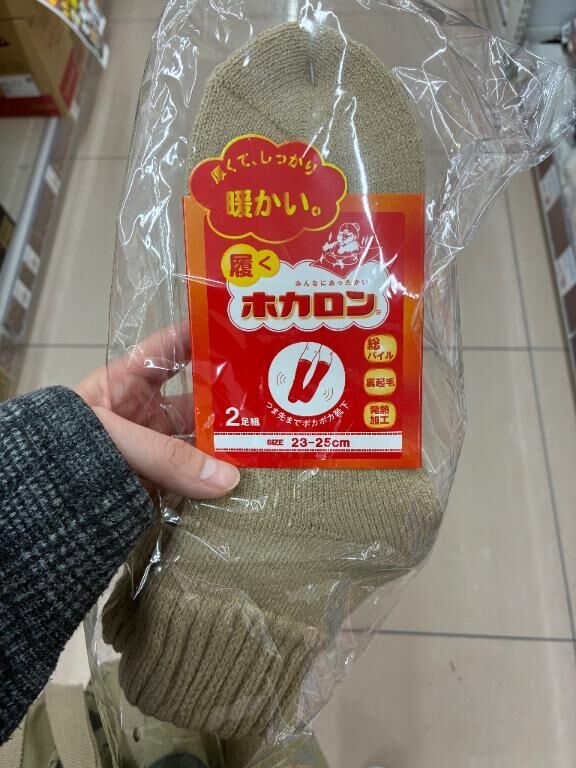 厚くて、しっかり
暖かい。
履く
みんなにあったかい
ホカロン®
総
パイル
裏起毛
発熱
加工
つま先までポカポカ靴下
2足組
SIZE 23-25cm